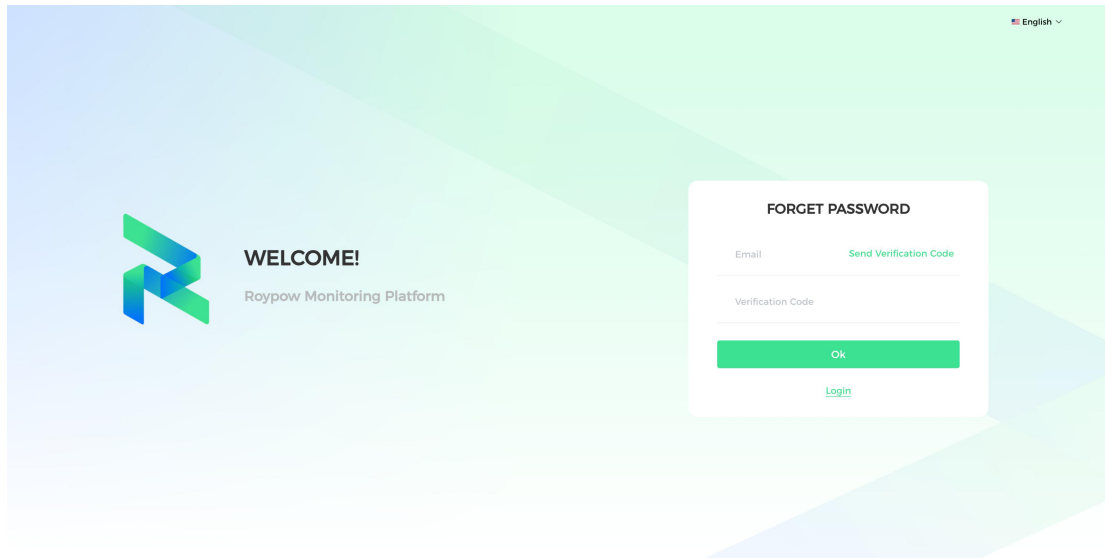 English
WELCOME!
Roypow Monitoring Platform
FORGET PASSWORD
Email Send Verification Code
Verification Code
Ok
Login